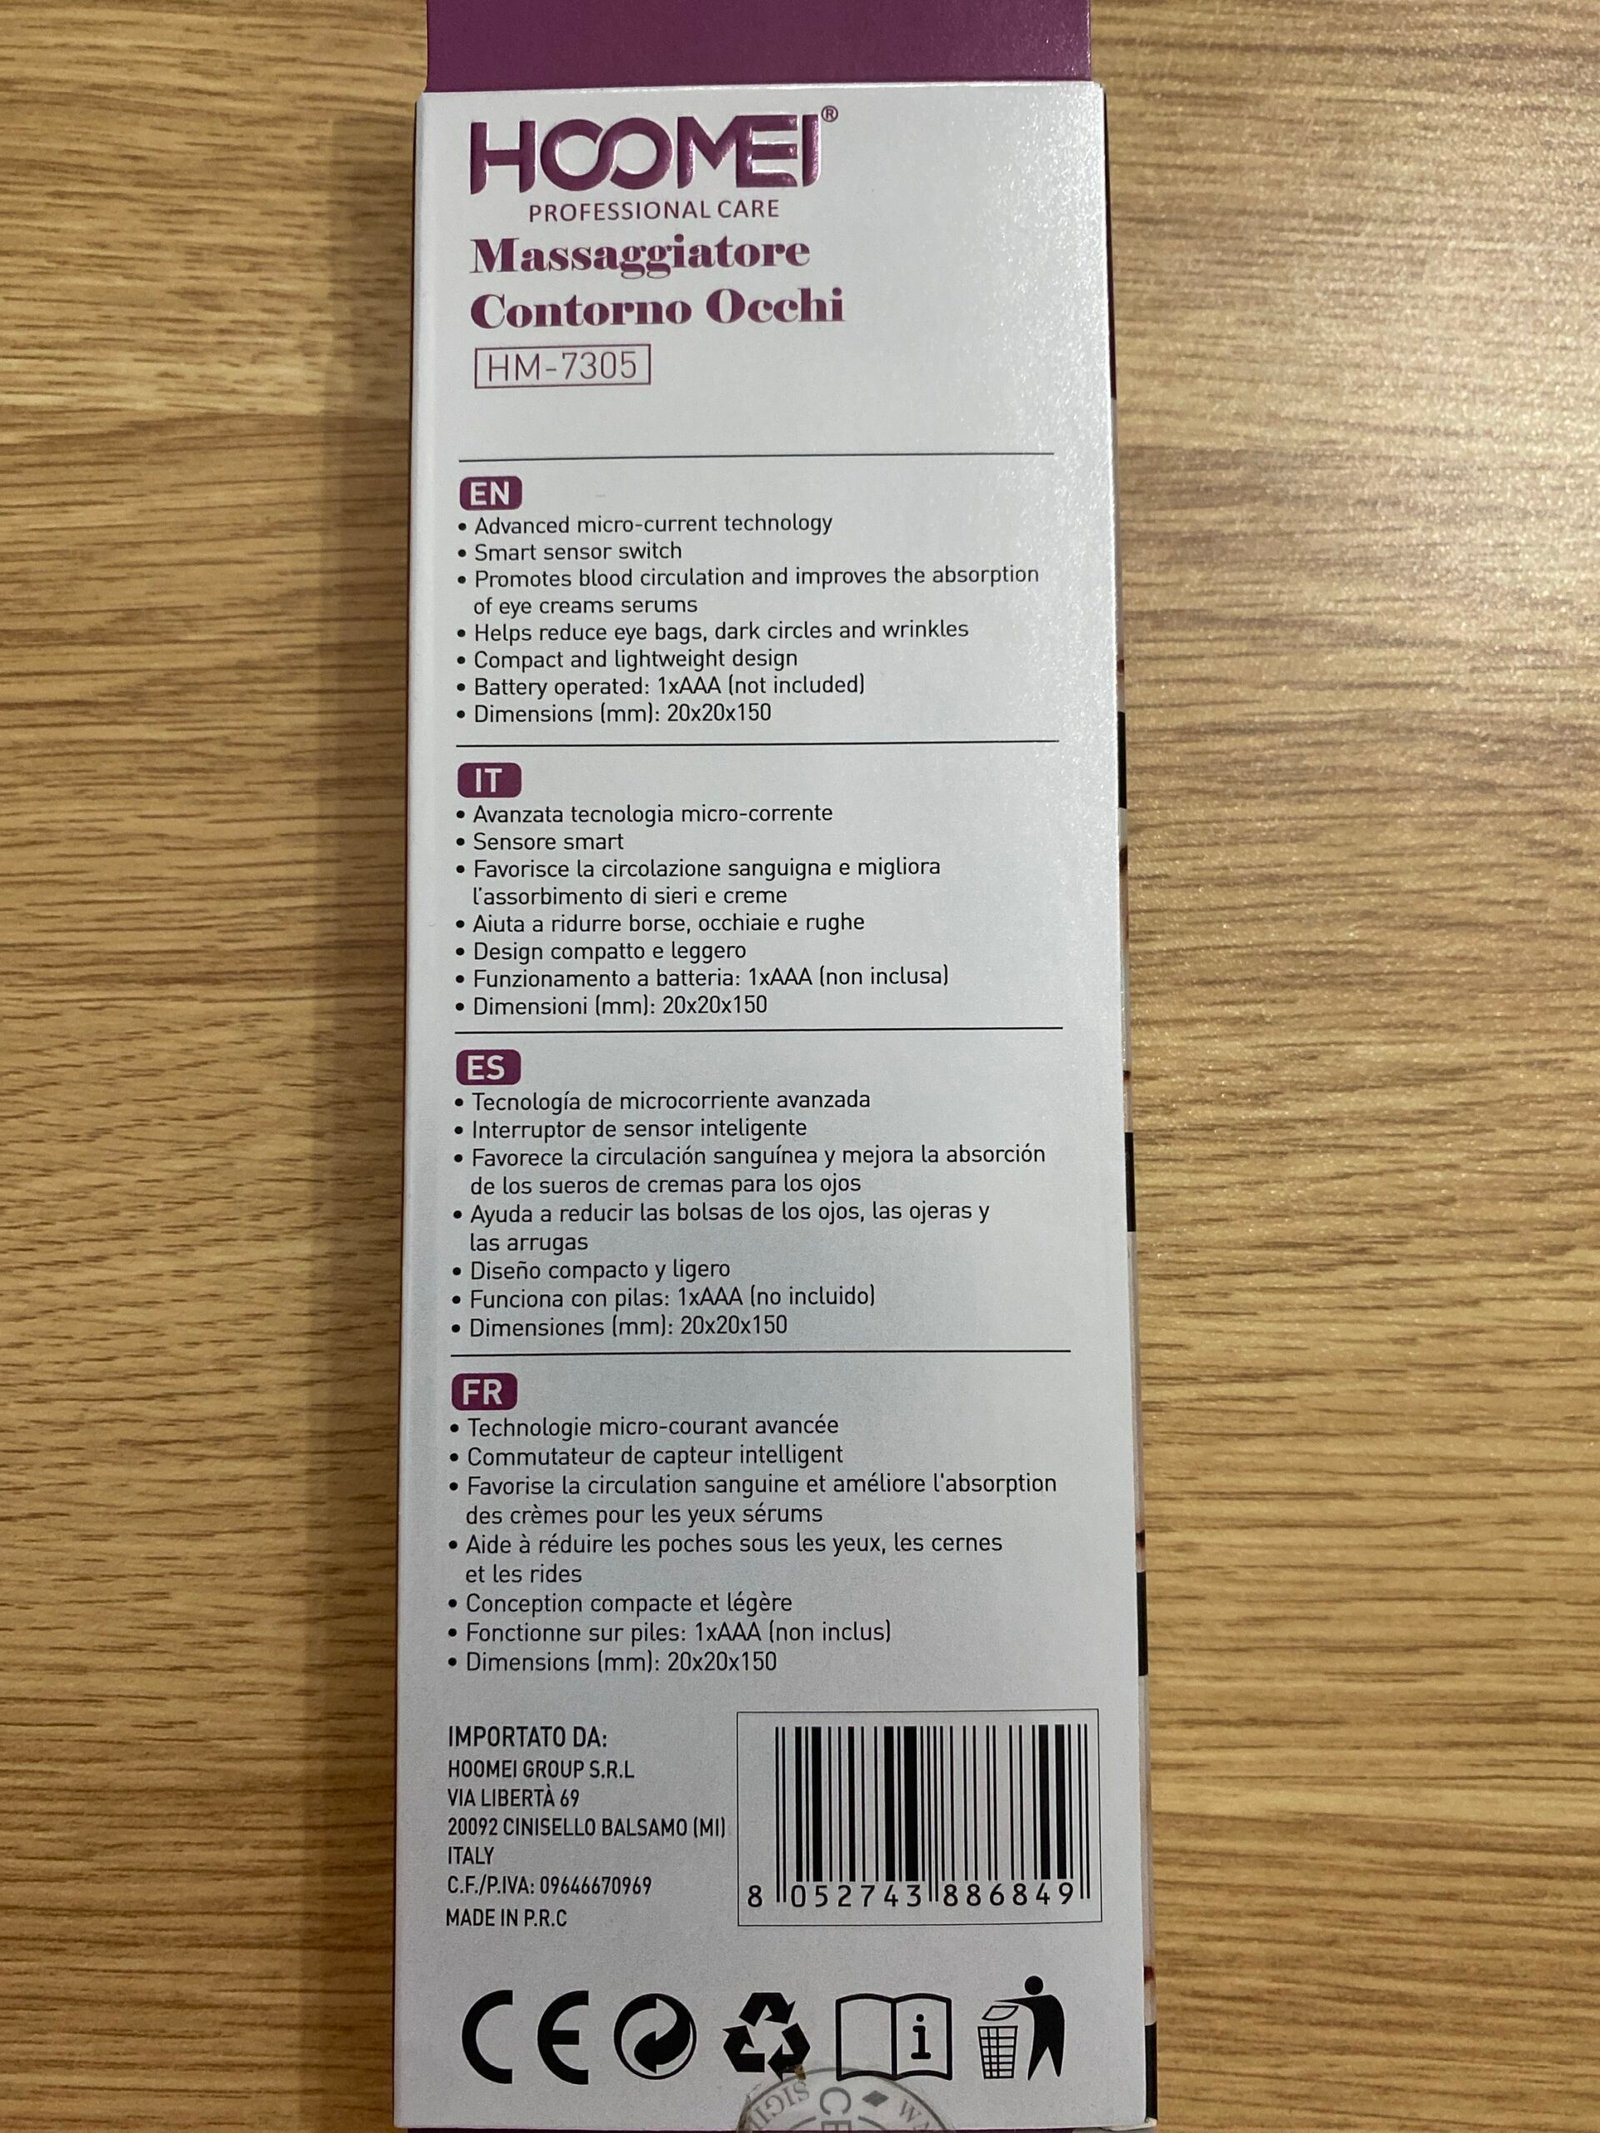 HOOMEI®
PROFESSIONAL CARE
Massaggiatore
Contorno Occhi
HM-7305
EN
• Advanced micro-current technology
• Smart sensor switch
• Promotes blood circulation and improves the absorption
of eye creams serums
• Helps reduce eye bags, dark circles and wrinkles
• Compact and lightweight design
• Battery operated: 1xAAA (not included)
• Dimensions (mm): 20x20x150
IT
• Avanzata tecnologia micro-corrente
• Sensore smart
• Favorisce la circolazione sanguigna e migliora
l'assorbimento di sieri e creme
• Aiuta a ridurre borse, occhiaie e rughe
• Design compatto e leggero
• Funzionamento a batteria: 1xAAA (non inclusa)
• Dimensioni (mm): 20x20x150
ES
• Tecnología de microcorriente avanzada
• Interruptor de sensor inteligente
• Favorece la circulación sanguínea y mejora la absorción
de los sueros de cremas para los ojos
• Ayuda a reducir las bolsas de los ojos, las ojeras y
las arrugas
• Diseño compacto y ligero
• Funciona con pilas: 1xAAA (no incluido)
• Dimensiones (mm): 20x20x150
FR
• Technologie micro-courant avancée
• Commutateur de capteur intelligent
• Favorise la circulation sanguine et améliore l'absorption
des crèmes pour les yeux sérums
• Aide à réduire les poches sous les yeux, les cernes
et les rides
• Conception compacte et légère
• Fonctionne sur piles: 1xAAA (non inclus)
• Dimensions (mm): 20x20x150
IMPORTATO DA:
HOOMEI GROUP S.R.L
VIA LIBERTÀ 69
20092 CINISELLO BALSAMO (MI)
ITALY
C.F./P.IVA: 09646670969
MADE IN P.R.C
8 052743 886849
CE